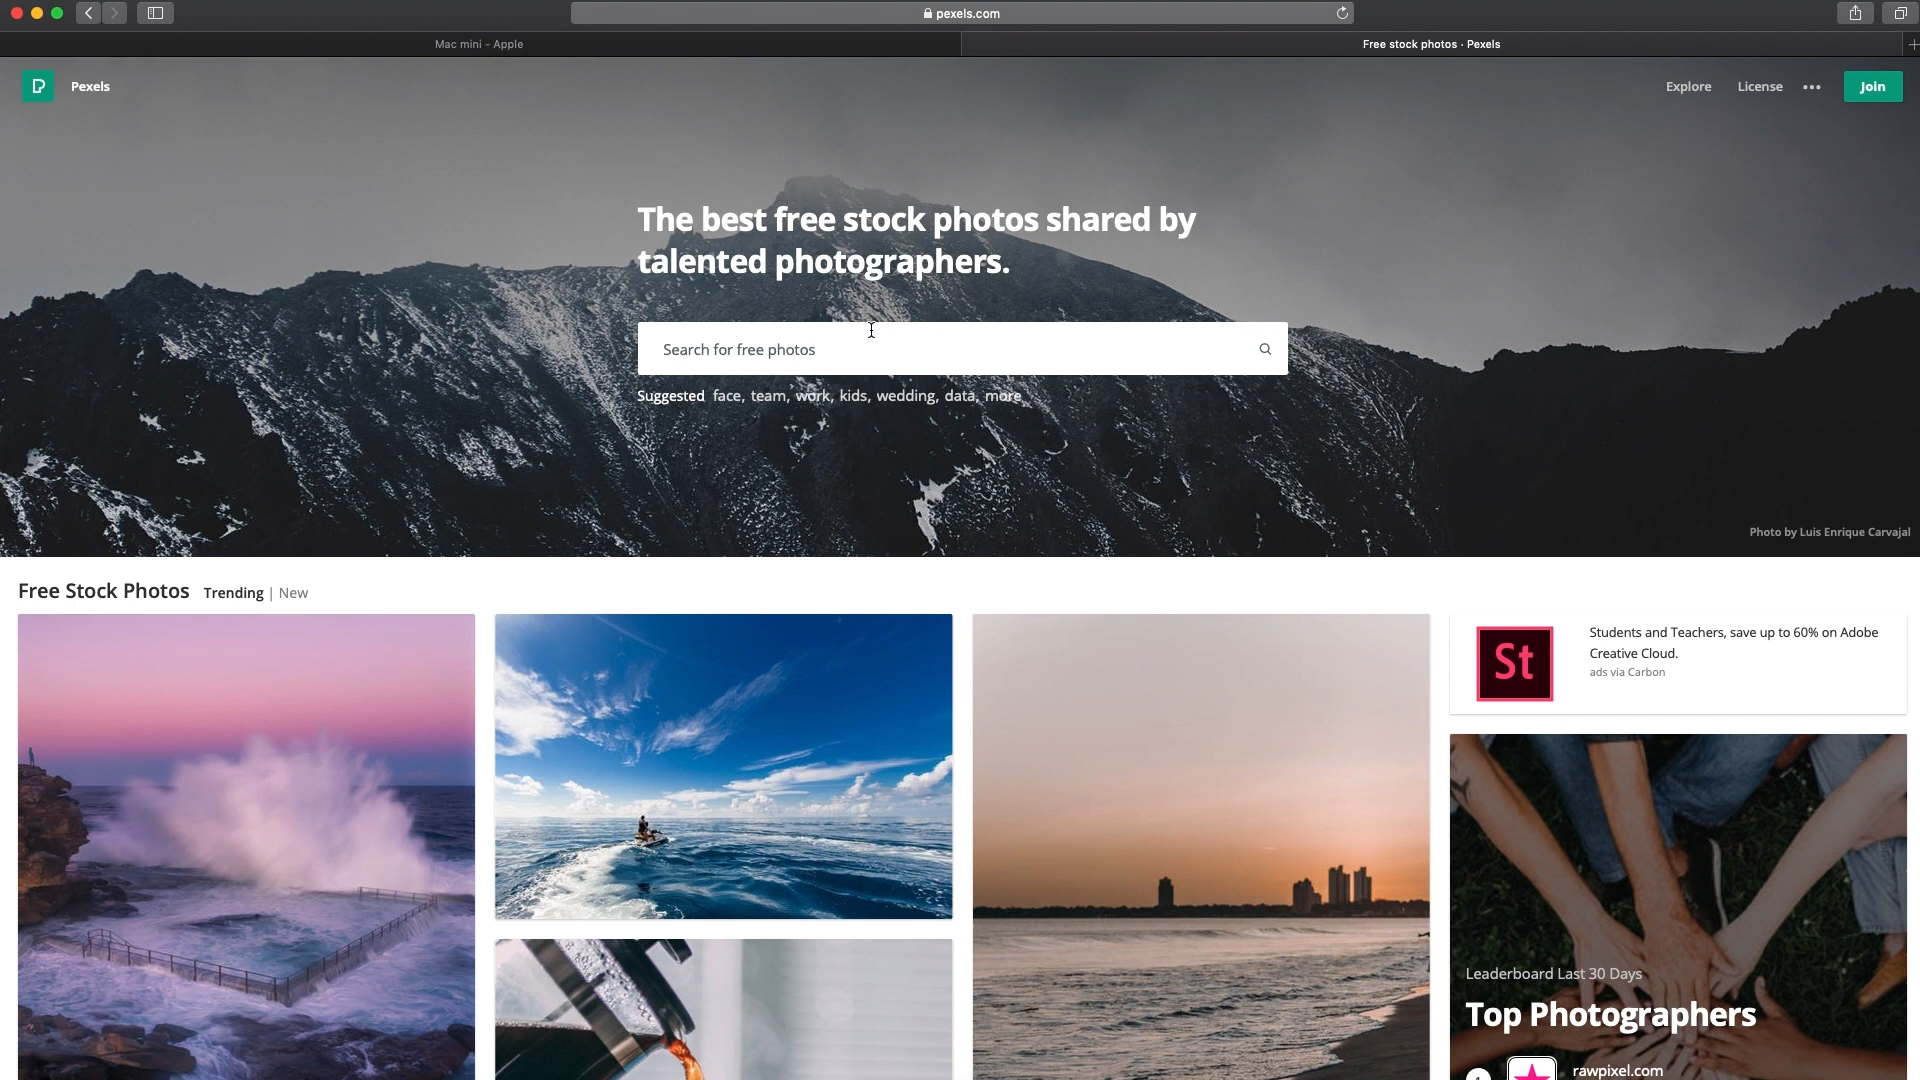 pexels.com
Mac mini - Apple
Free stock photos · Pexels
Pexels
Explore
License
Join
The best free stock photos shared by
talented photographers.
Search for free photos
Suggested face, team, work, kids, wedding, data, more
Photo by Luis Enrique Carvajal
Free Stock Photos Trending | New
St
Students and Teachers, save up to 60% on Adobe
Creative Cloud.
ads via Carbon
Leaderboard Last 30 Days
Top Photographers
rawpixel.com